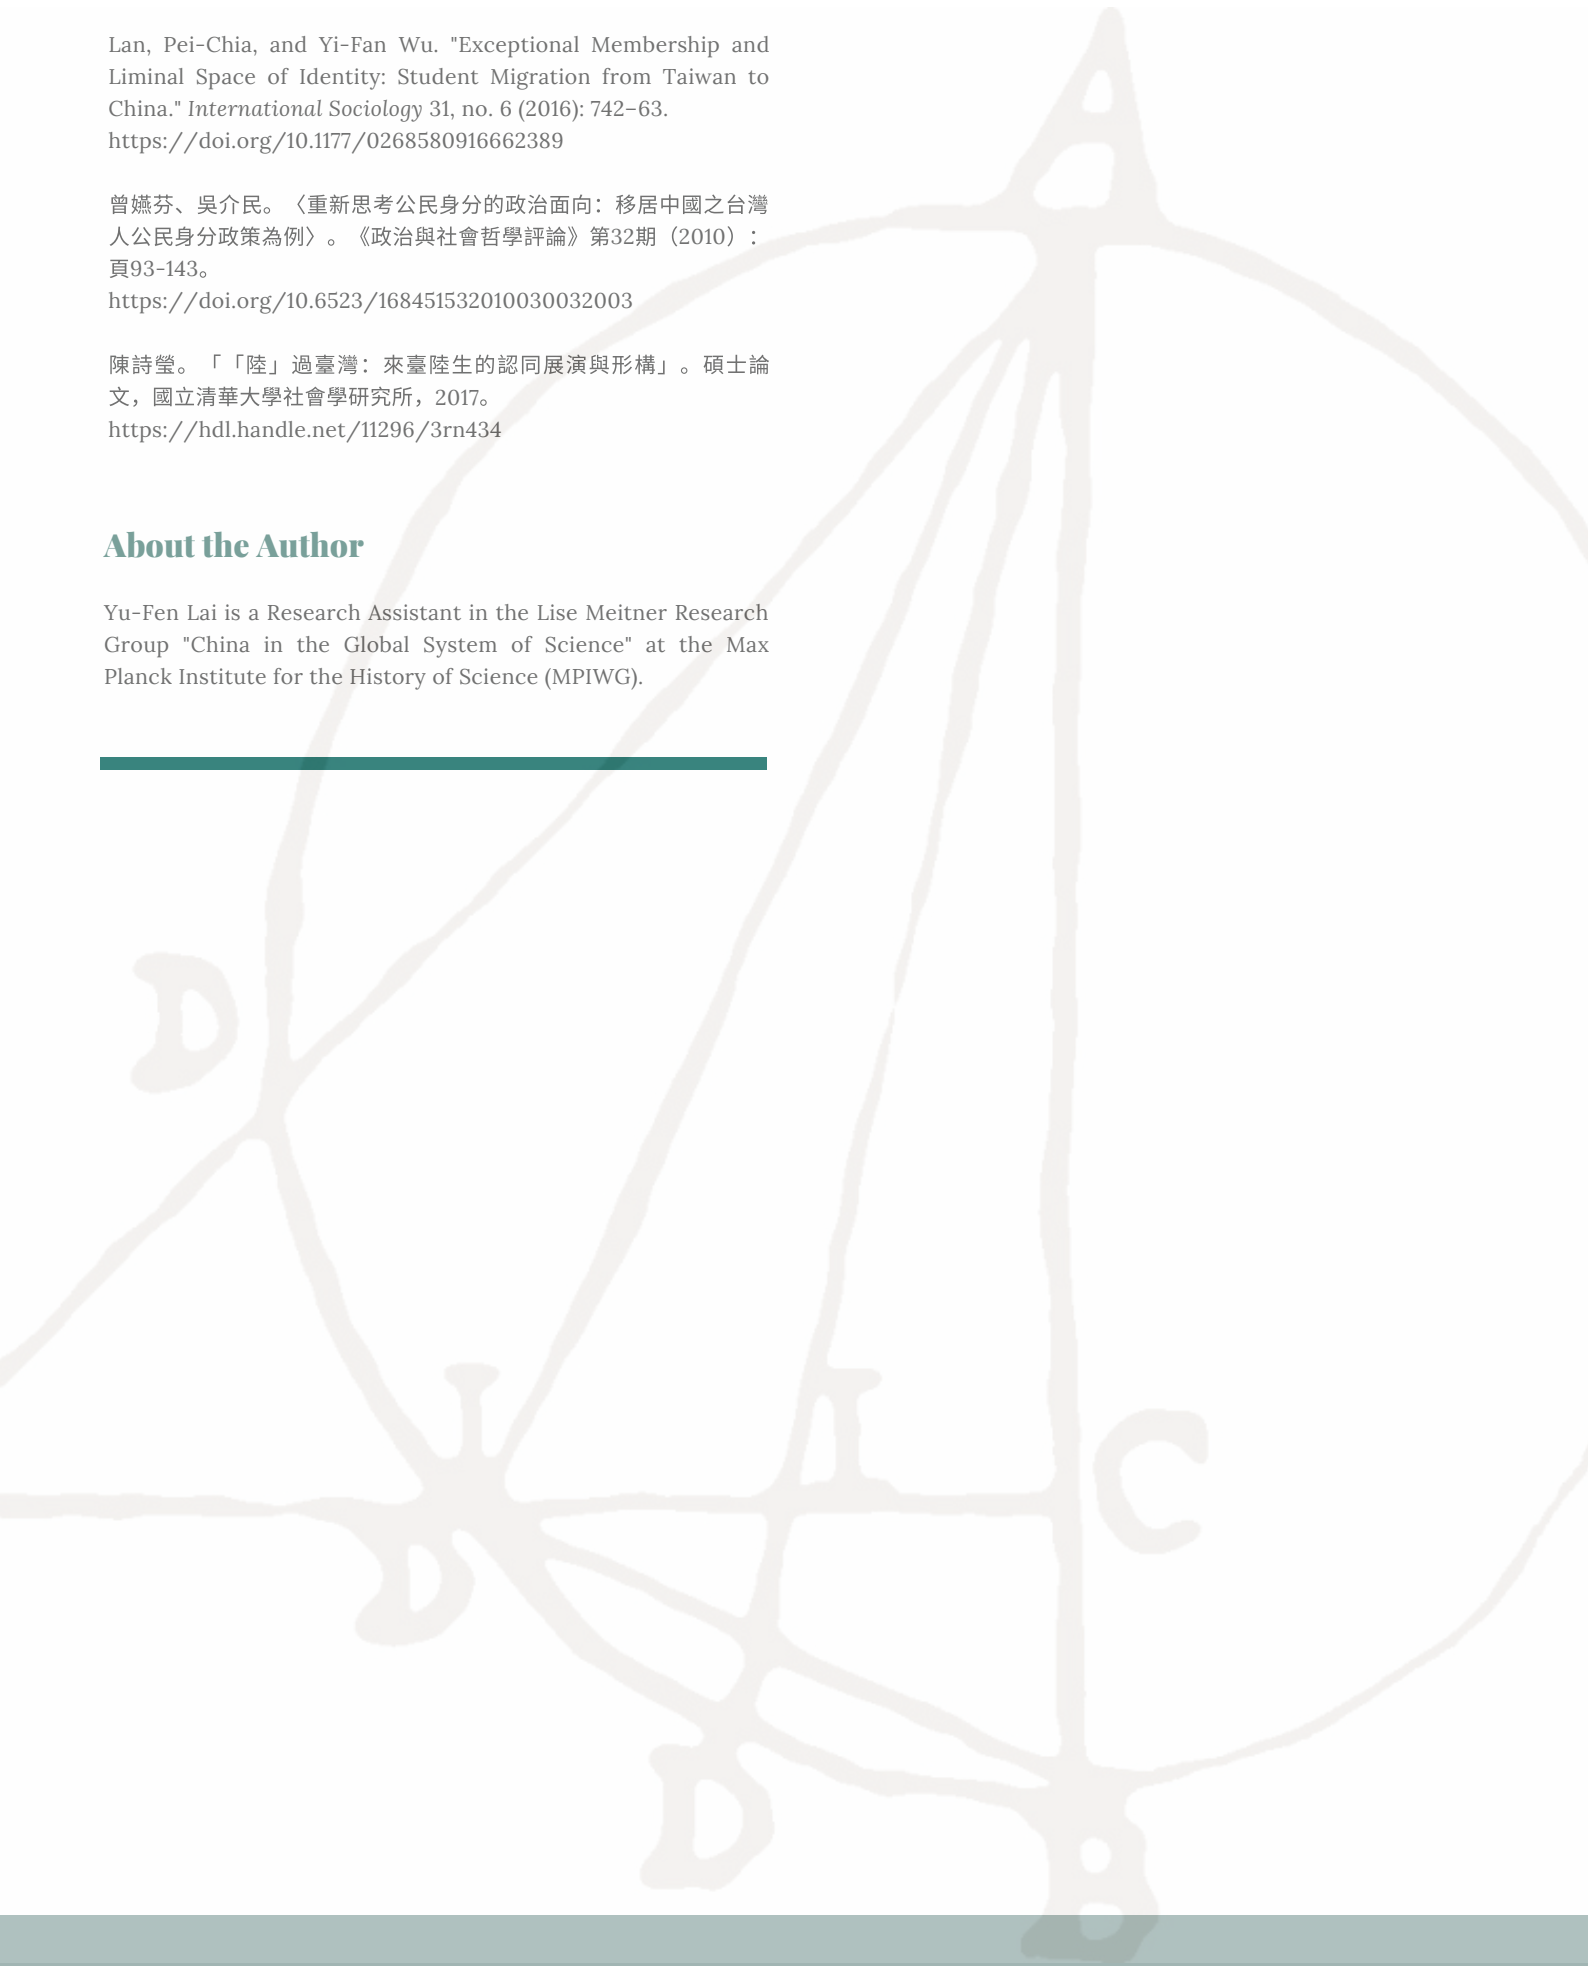 Lan, Pei-Chia, and Yi-Fan Wu. "Exceptional Membership and
Liminal Space of Identity: Student Migration from Taiwan to
China." International Sociology 31, no. 6 (2016): 742–63.
https://doi.org/10.1177/0268580916662389
曾嬿芬、吳介民。〈重新思考公民身分的政治面向：移居中國之台灣
人公民身分政策為例〉。《政治與社會哲學評論》第32期（2010）：
頁93-143。
https://doi.org/10.6523/168451532010030032003
陳詩瑩。「「陸」過臺灣：來臺陸生的認同展演與形構」。碩士論
文，國立清華大學社會學研究所，2017。
https://hdl.handle.net/11296/3rn434
About the Author
Yu-Fen Lai is a Research Assistant in the Lise Meitner Research
Group "China in the Global System of Science" at the Max
Planck Institute for the History of Science (MPIWG).
A
D
I
I
C
D
D
B